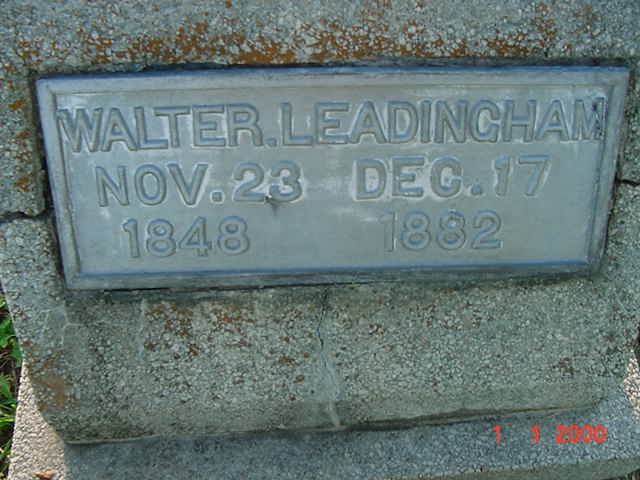 WALTER. LEADINGHAM
NOV. 23 DEC. 17
1848 1882
1 1 2000